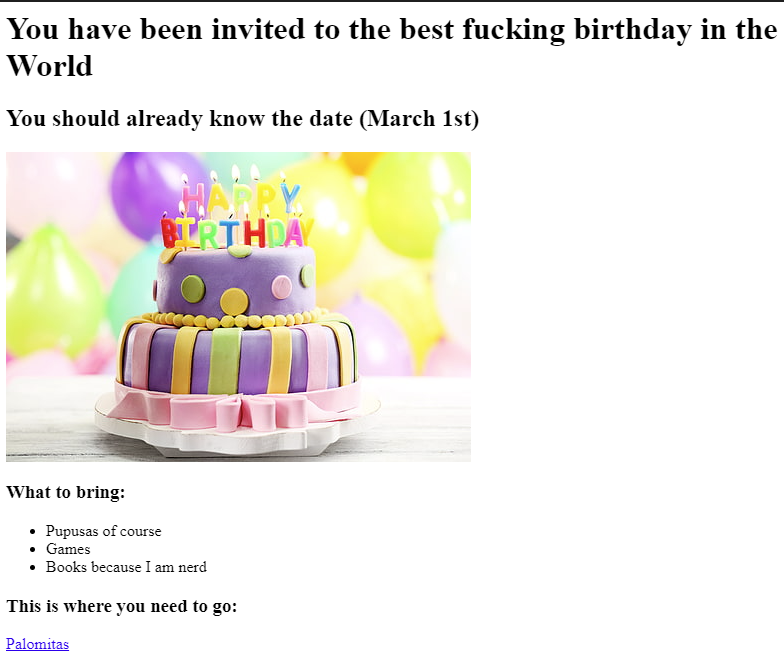 You have been invited to the best fucking birthday in the
World
You should already know the date (March 1st)
HAPPY
BIRTHDAY
What to bring:
Pupusas of course
Games
Books because I am nerd
This is where you need to go:
Palomitas